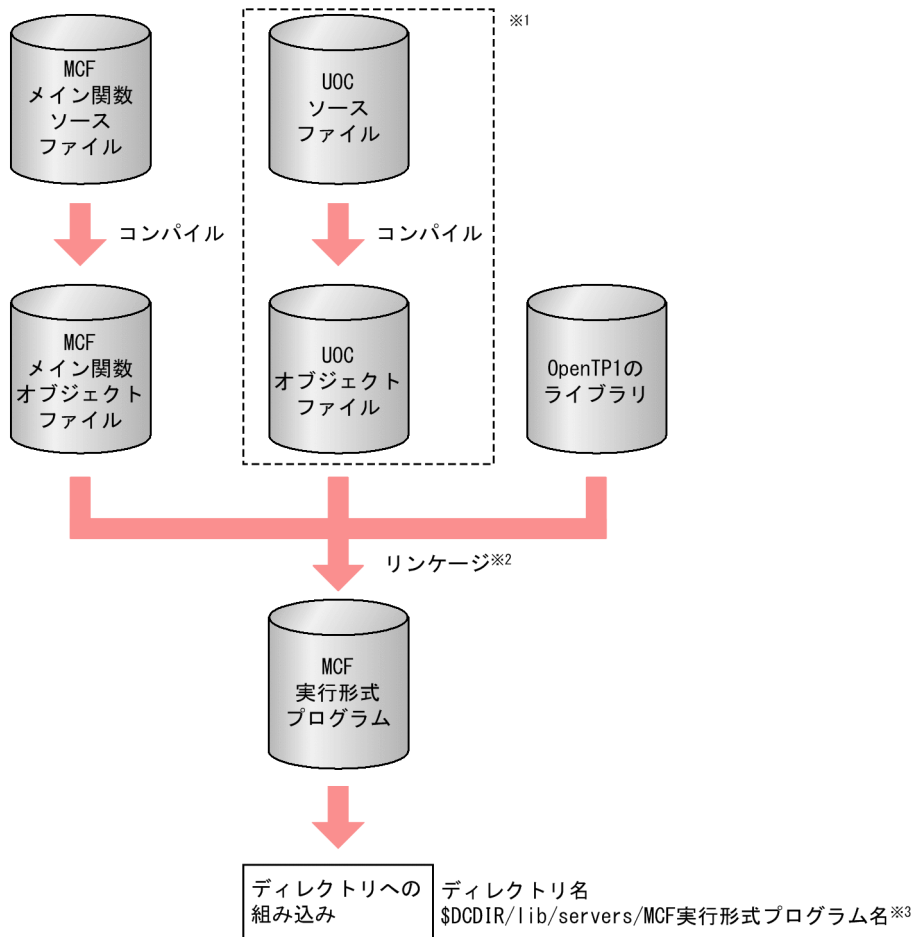 ※1
MCF
メイン関数
ソース
ファイル
UOC
ソース
ファイル
コンパイル
コンパイル
MCF
メイン関数
オブジェクト
ファイル
UOC
オブジェクト
ファイル
OpenTP1の
ライブラリ
リンケージ※2
MCF
実行形式
プログラム
ディレクトリへの
組み込み
ディレクトリ名
$DCDIR/lib/servers/MCF実行形式プログラム名※3